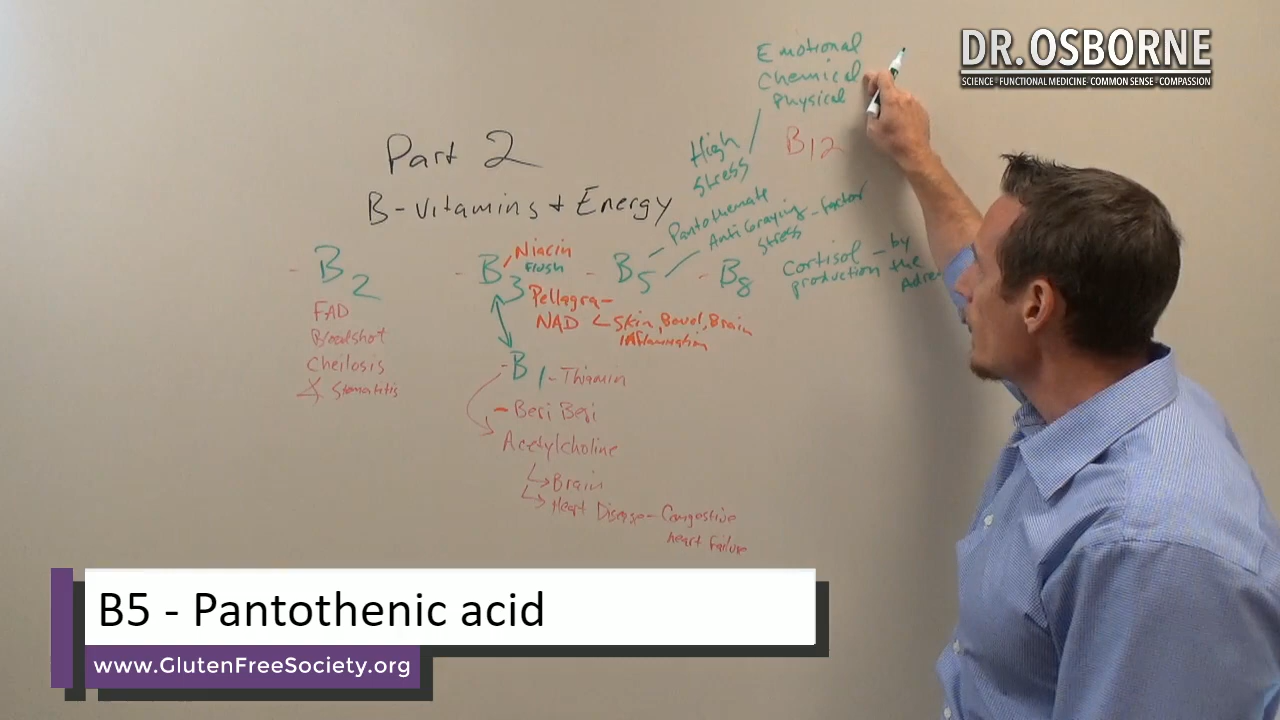 DR. OSBORNE
SCIENCE · FUNCTIONAL MEDICINE · COMMON SENSE · COMPASSION
Emotional
Chemical
Physical
High
Stress
B12
Part 2
B-vitamins + Energy
Pantothenate
Anti Graying - factor
Stress
B2
FAD
Bloodshot
Cheilosis
Stomatitis
B3
Niacin
flush
Pellagra -
NAD
Skin, Bowel, Brain
Inflammation
B5
B8
Cortisol - by
production the
Adre
B1 - Thiamin
- Beri Beri
Acetylcholine
Brain
Heart Disease - Congestive
heart failure
B5 - Pantothenic acid
www.GlutenFreeSociety.org